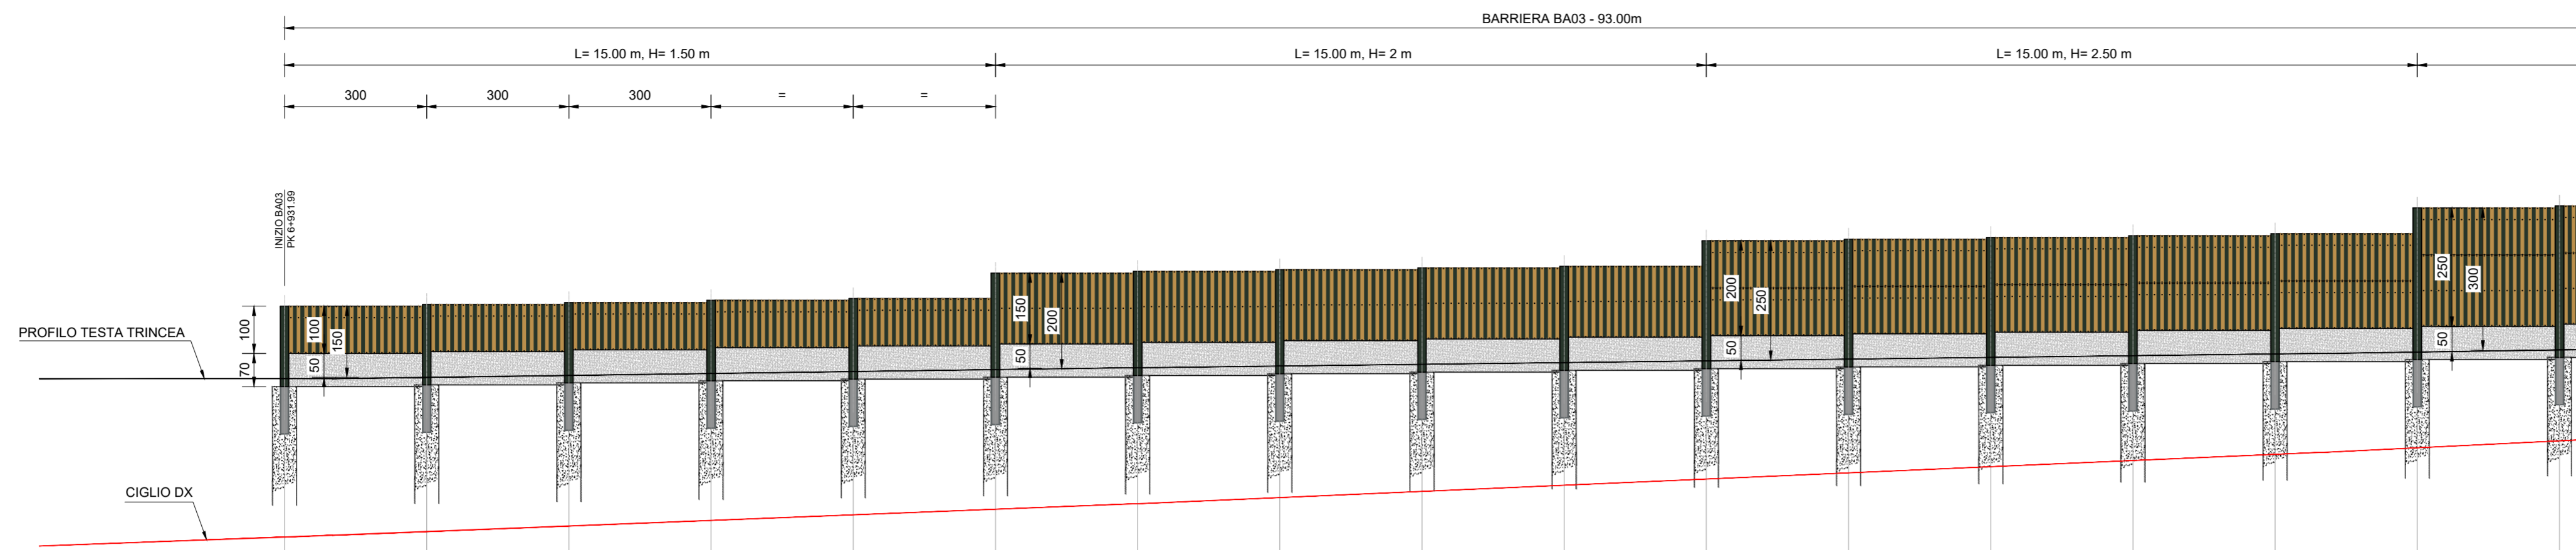 BARRIERA BA03 - 93.00m
L= 15.00 m, H= 1.50 m
L= 15.00 m, H= 2 m
L= 15.00 m, H= 2.50 m
300
300
300
=
=
INIZIO BA03
PK 6+931.99
PROFILO TESTA TRINCEA
100
70
100
50
150
150
50
200
200
50
250
250
50
300
CIGLIO DX